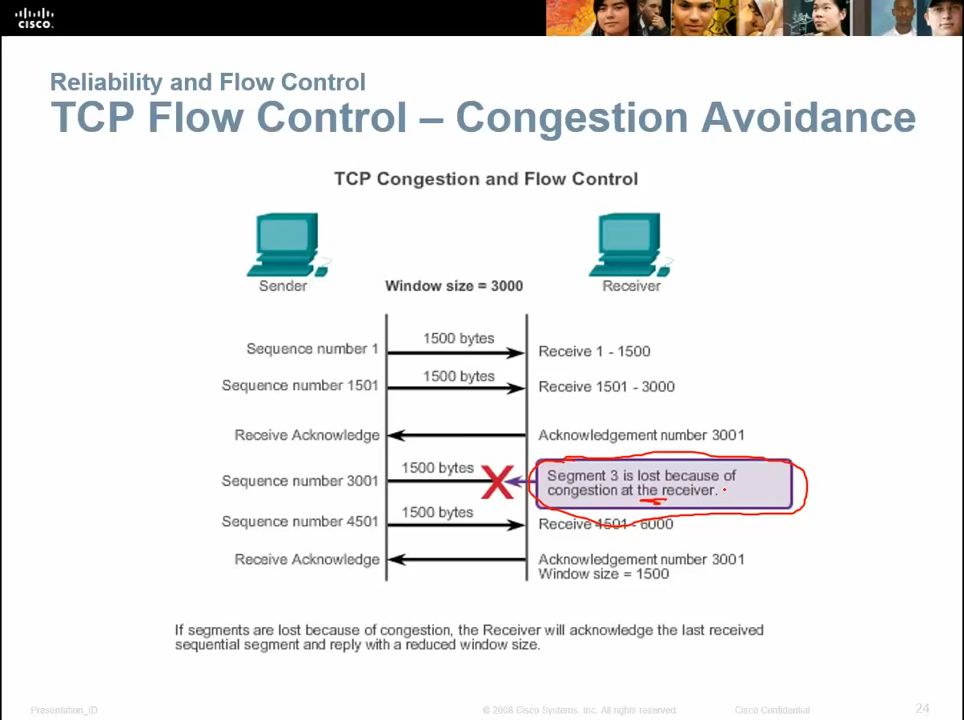 CISCO.
Reliability and Flow Control
TCP Flow Control – Congestion Avoidance
TCP Congestion and Flow Control
Sender
Window size = 3000
Receiver
Sequence number 1
1500 bytes
Receive 1 - 1500
Sequence number 1501
1500 bytes
Receive 1501 - 3000
Receive Acknowledge
Acknowledgement number 3001
Sequence number 3001
1500 bytes
Segment 3 is lost because of
congestion at the receiver.
Sequence number 4501
1500 bytes
Receive 4501 - 6000
Receive Acknowledge
Acknowledgement number 3001
Window size = 1500
If segments are lost because of congestion, the Receiver will acknowledge the last received
sequential segment and reply with a reduced window size.
Presentation_ID
© 2008 Cisco Systems, Inc. All rights reserved.
Cisco Confidential
24